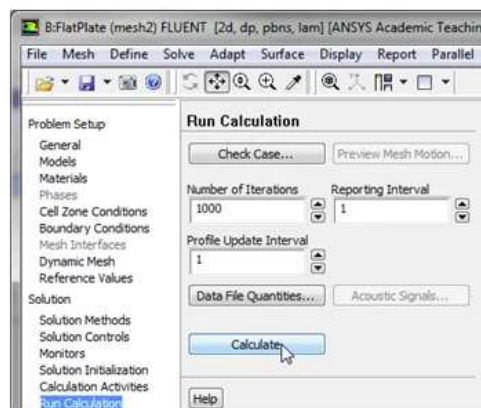 B:FlatPlate (mesh2) FLUENT [2d, dp, pbns, lam] [ANSYS Academic Teachin
File Mesh Define Solve Adapt Surface Display Report Parallel
Problem Setup
General
Models
Materials
Phases
Cell Zone Conditions
Boundary Conditions
Mesh Interfaces
Dynamic Mesh
Reference Values
Solution
Solution Methods
Solution Controls
Monitors
Solution Initialization
Calculation Activities
Run Calculation
Run Calculation
Check Case... Preview Mesh Motion...
Number of Iterations Reporting Interval
1000 1
Profile Update Interval
1
Data File Quantities... Acoustic Signals...
Calculate
Help